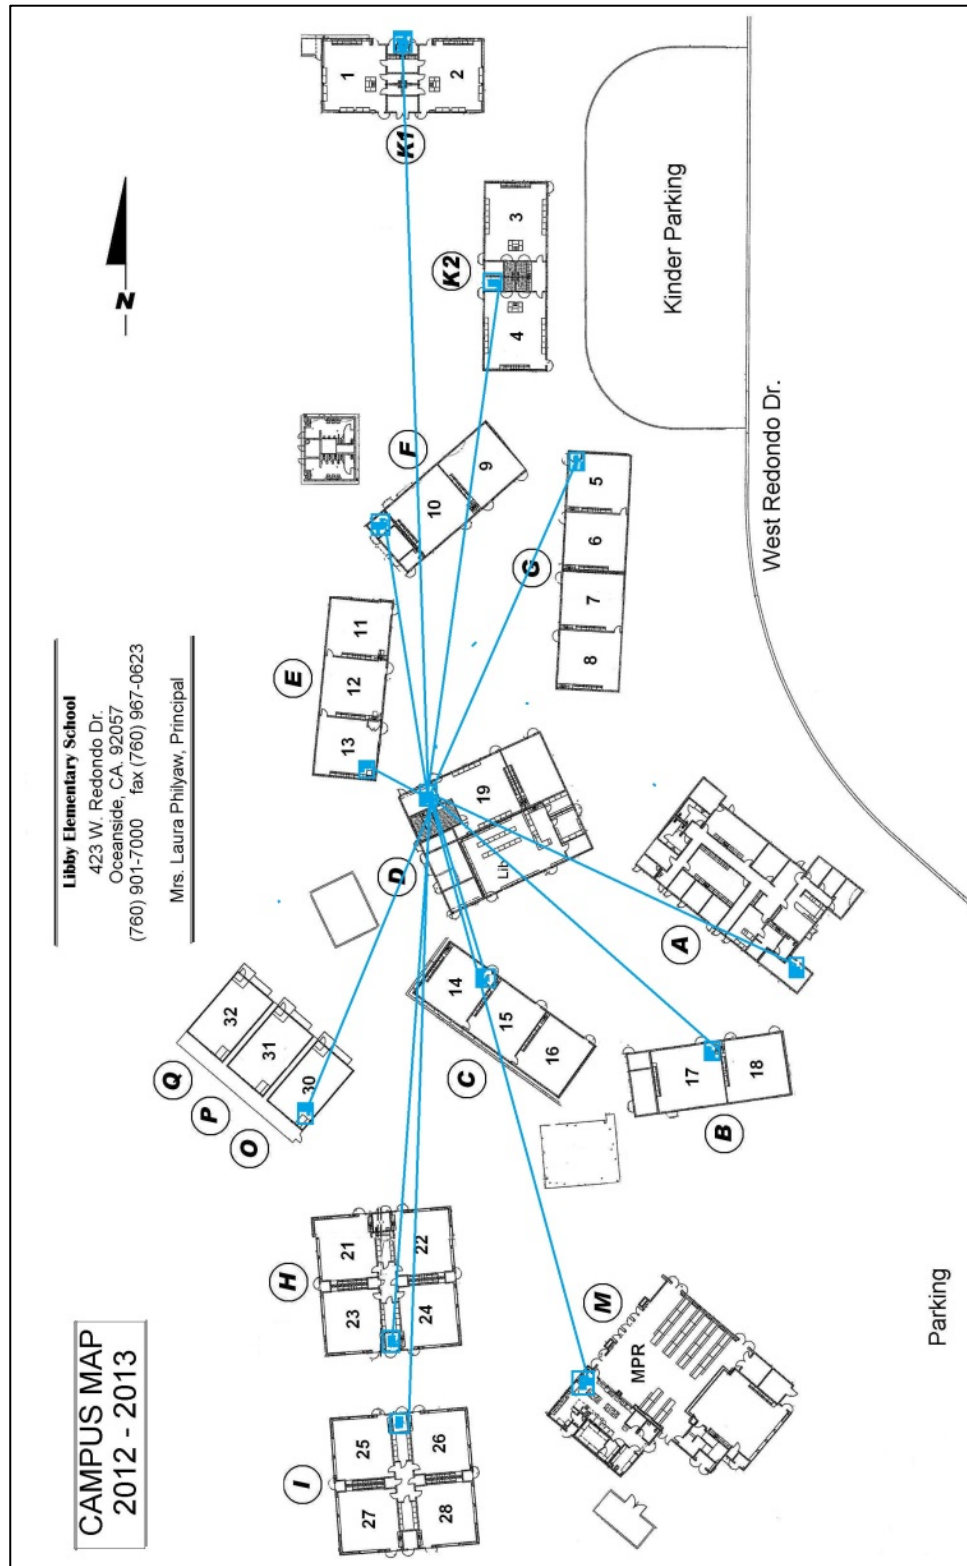 CAMPUS MAP
2012 - 2013
Libby Elementary School
423 W. Redondo Dr.
Oceanside, CA. 92057
(760) 901-7000 fax (760) 967-0623
Mrs. Laura Philyaw, Principal
N
I
H
Q
P
O
D
E
F
K2
K1
C
G
M
B
A
27
25
28
26
23
21
24
22
32
31
30
13
12
11
10
9
4
3
1
2
14
15
16
19
Lib
8
7
6
5
17
18
MPR
Parking
West Redondo Dr.
Kinder Parking